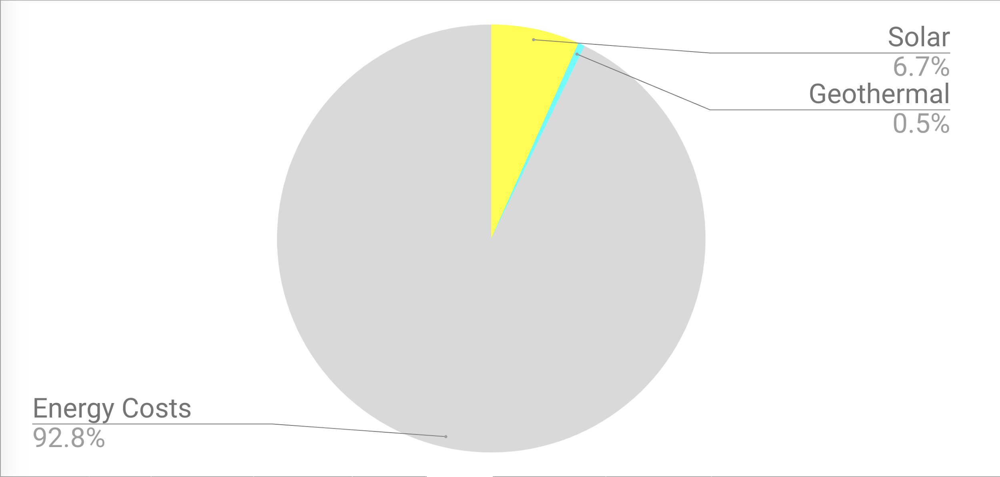 Solar
6.7%
Geothermal
0.5%
Energy Costs
92.8%